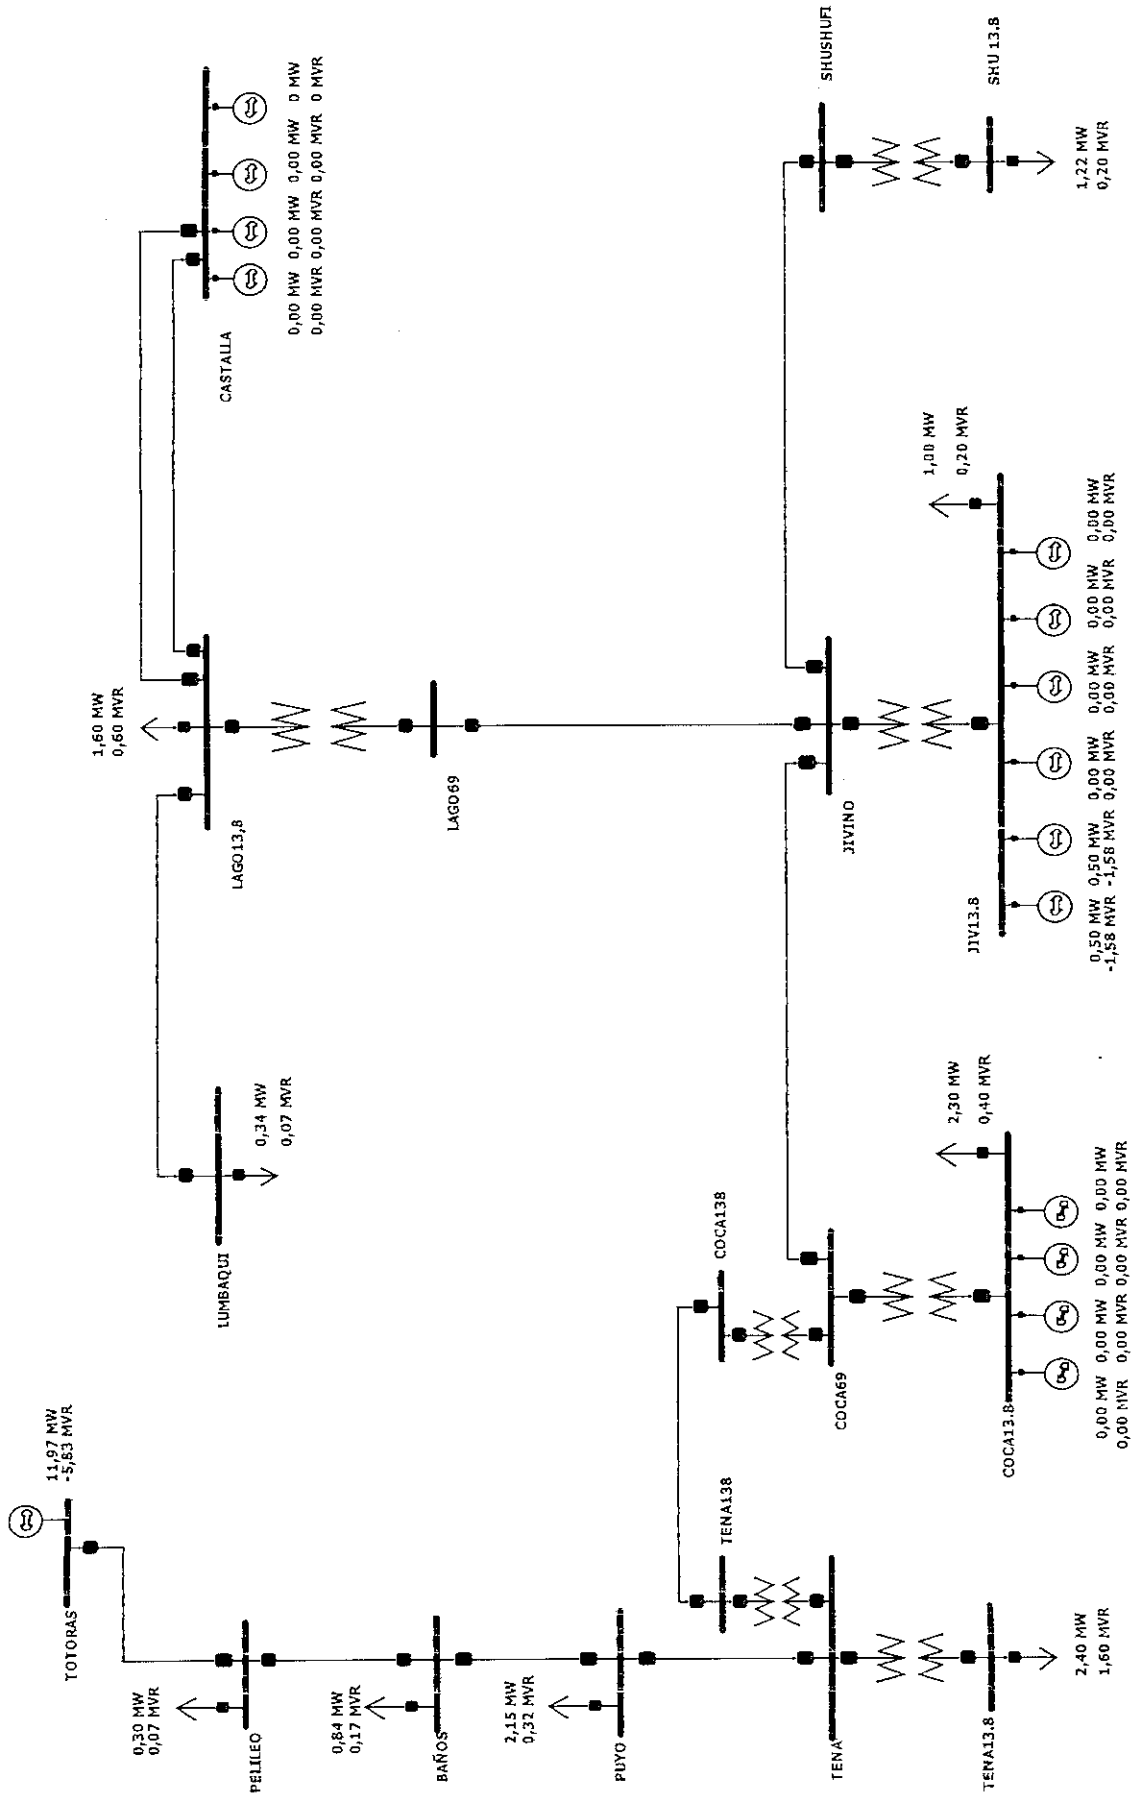 TOTORAS
11,97 MW
-5,83 MVR
0,30 MW
0,07 MVR
PELILEO
0,84 MW
0,17 MVR
BAÑOS
2,15 MW
0,32 MVR
PUYO
TENA
TENA138
COCA138
TENA13.8
2,40 MW
1,60 MVR
LUMBAQUI
0,34 MW
0,07 MVR
COCA69
COCA13.8
2,30 MW
0,40 MVR
0,00 MW 0,00 MW 0,00 MW 0,00 MW
0,00 MVR 0,00 MVR 0,00 MVR 0,00 MVR
1,60 MW
0,60 MVR
LAGO13,8
LAGO69
JIVINO
JIV13.8
1,00 MW
0,20 MVR
0,50 MW 0,50 MW 0,00 MW 0,00 MW 0,00 MW 0,00 MW
-1,58 MVR -1,58 MVR 0,00 MVR 0,00 MVR 0,00 MVR 0,00 MVR
CASTALLA
0,00 MW 0,00 MW 0,00 MW 0 MW
0,00 MVR 0,00 MVR 0,00 MVR 0 MVR
SHUSHUFI
SHU13.8
1,22 MW
0,20 MVR